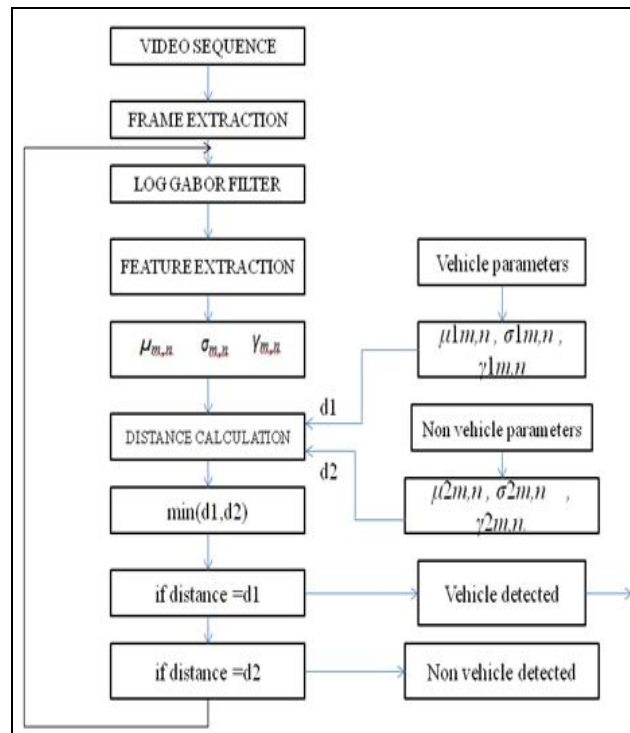 VIDEO SEQUENCE
FRAME EXTRACTION
LOG GABOR FILTER
FEATURE EXTRACTION
μm,n σm,n γm,n
DISTANCE CALCULATION
min(d1,d2)
if distance =d1
if distance =d2
Vehicle parameters
μ1m,n , σ1m,n ,
γ1m,n
d1
Non vehicle parameters
d2
μ2m,n , σ2m,n ,
γ2m,n.
Vehicle detected
Non vehicle detected